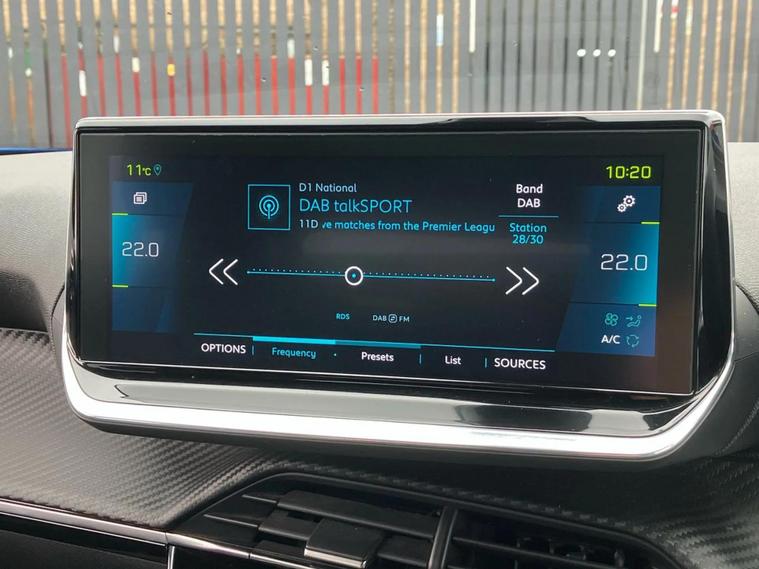 11°C
10:20
D1 National
DAB talkSPORT
11D ve matches from the Premier Leagu
Band
DAB
Station
28/30
22.0
22.0
RDS
DAB FM
A/C
OPTIONS
Frequency
Presets
List
SOURCES